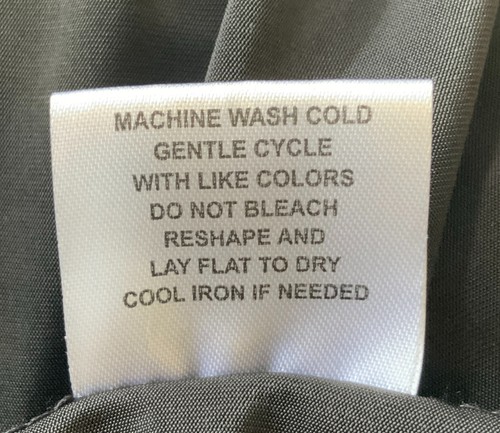 MACHINE WASH COLD
GENTLE CYCLE
WITH LIKE COLORS
DO NOT BLEACH
RESHAPE AND
LAY FLAT TO DRY
COOL IRON IF NEEDED